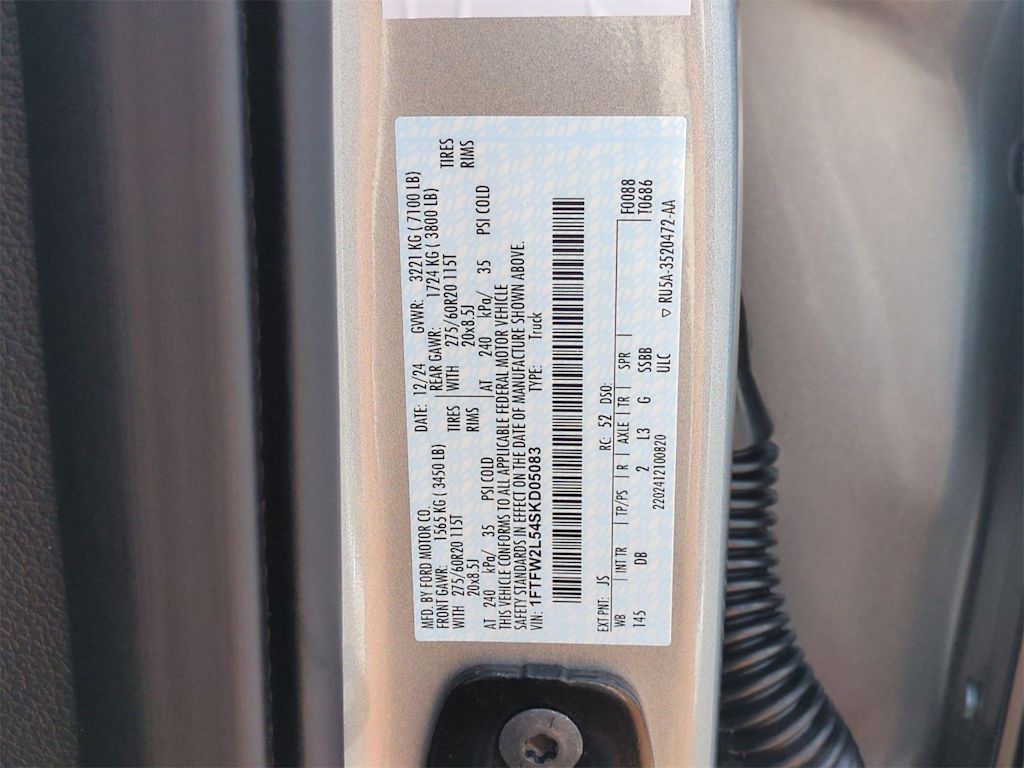 MFD. BY FORD MOTOR CO.
DATE: 12/24 GVWR: 3221 KG ( 7100 LB)
FRONT GAWR: 1565 KG ( 3450 LB)
REAR GAWR: 1724 KG ( 3800 LB)
WITH 275/60R20 115T TIRES
WITH 275/60R20 115T TIRES
20x8.5J RIMS
20x8.5J RIMS
AT 240 kPa/ 35 PSI COLD
AT 240 kPa/ 35 PSI COLD
THIS VEHICLE CONFORMS TO ALL APPLICABLE FEDERAL MOTOR VEHICLE
SAFETY STANDARDS IN EFFECT ON THE DATE OF MANUFACTURE SHOWN ABOVE.
VIN: 1FTFW2L54SKD05083 TYPE: Truck
EXT PNT: JS RC: 52 DSO:
F0088
WB | INT TR | TP/PS | R | AXLE | TR | SPR |
T0686
145 DB 2 L3 G SSBB
ULC
2202412100820 ▽ RU5A-3520472-AA